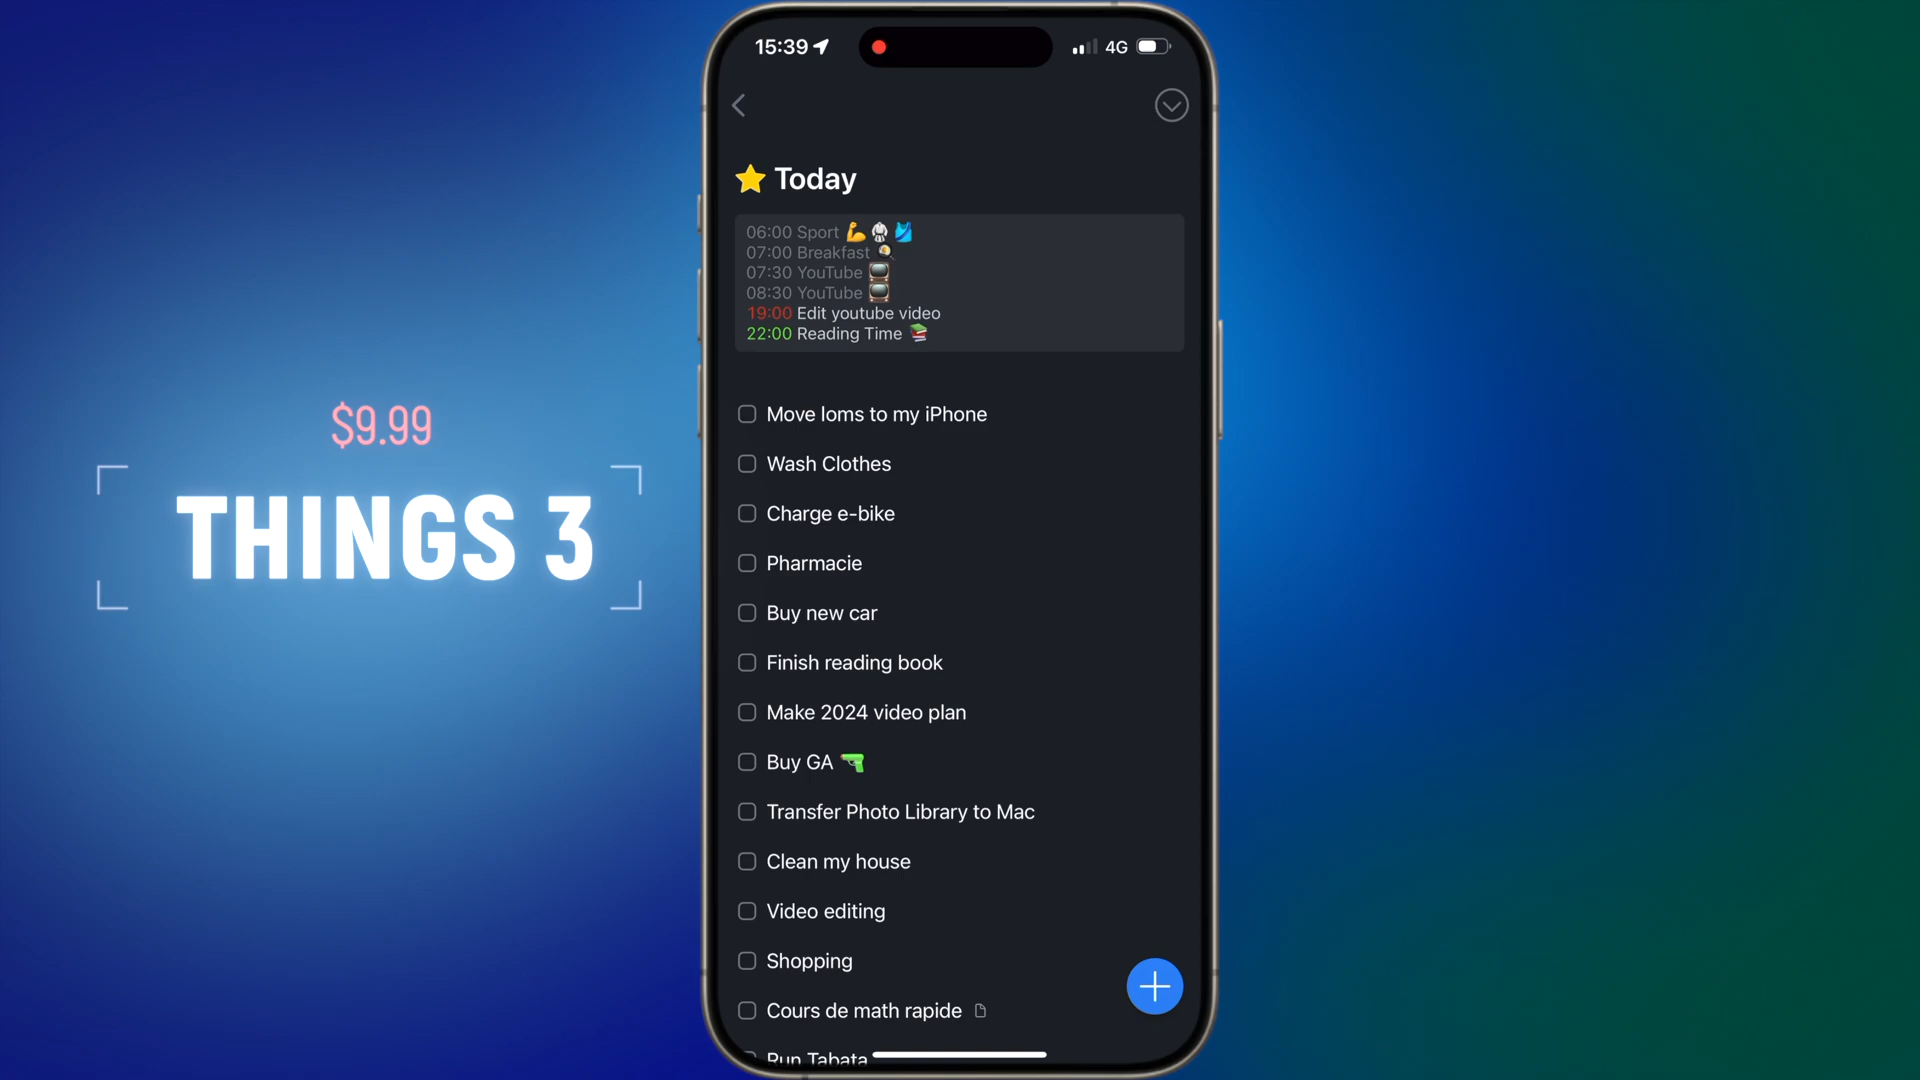 $9.99
THINGS 3
15:39
4G
Today
06:00 Sport 💪🥋🎽
07:00 Breakfast 🍳
07:30 YouTube 📺
08:30 YouTube 📺
19:00 Edit youtube video
22:00 Reading Time 📚
Move loms to my iPhone
Wash Clothes
Charge e-bike
Pharmacie
Buy new car
Finish reading book
Make 2024 video plan
Buy GA 🔫
Transfer Photo Library to Mac
Clean my house
Video editing
Shopping
Cours de math rapide
Run Tabata